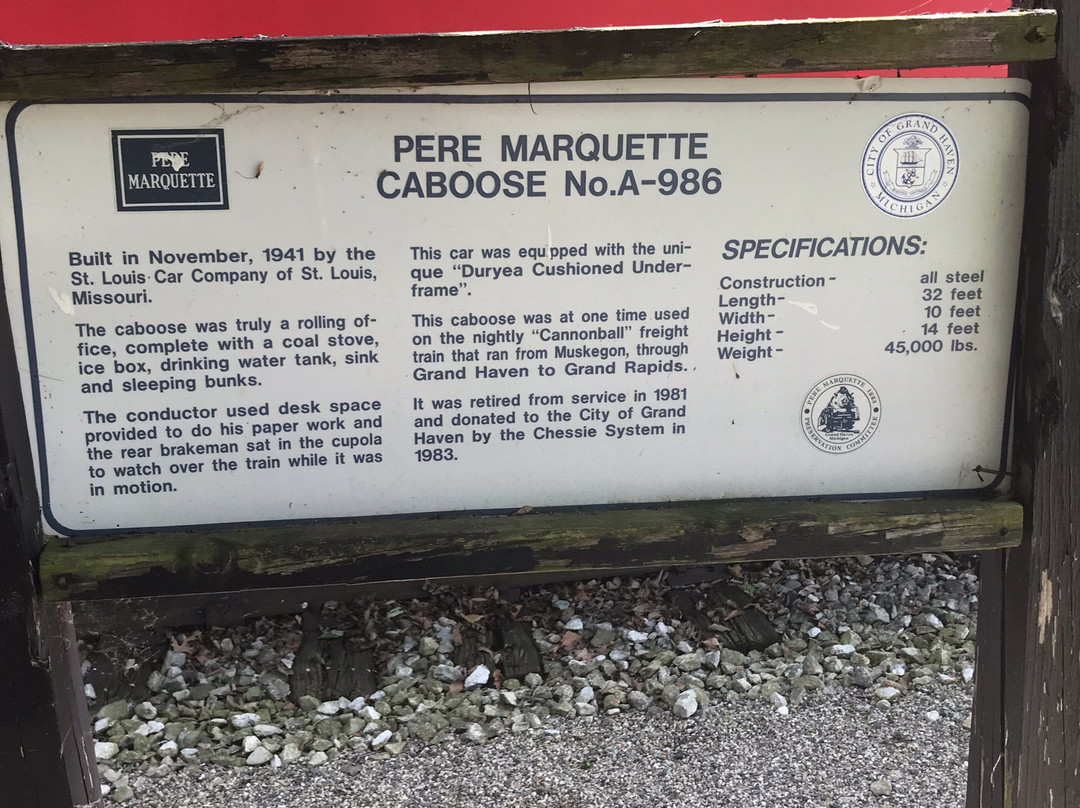 PERE
MARQUETTE
PERE MARQUETTE
CABOOSE No.A-986
CITY OF GRAND HAVEN
MICHIGAN
Built in November, 1941 by the
St. Louis Car Company of St. Louis,
Missouri.
The caboose was truly a rolling of-
fice, complete with a coal stove,
ice box, drinking water tank, sink
and sleeping bunks.
The conductor used desk space
provided to do his paper work and
the rear brakeman sat in the cupola
to watch over the train while it was
in motion.
This car was equipped with the uni-
que “Duryea Cushioned Under-
frame”.
This caboose was at one time used
on the nightly “Cannonball” freight
train that ran from Muskegon, through
Grand Haven to Grand Rapids.
It was retired from service in 1981
and donated to the City of Grand
Haven by the Chessie System in
1983.
SPECIFICATIONS:
Construction- all steel
Length- 32 feet
Width- 10 feet
Height- 14 feet
Weight- 45,000 lbs.
PERE MARQUETTE 1223
Grand Haven
Michigan
PRESERVATION COMMITTEE